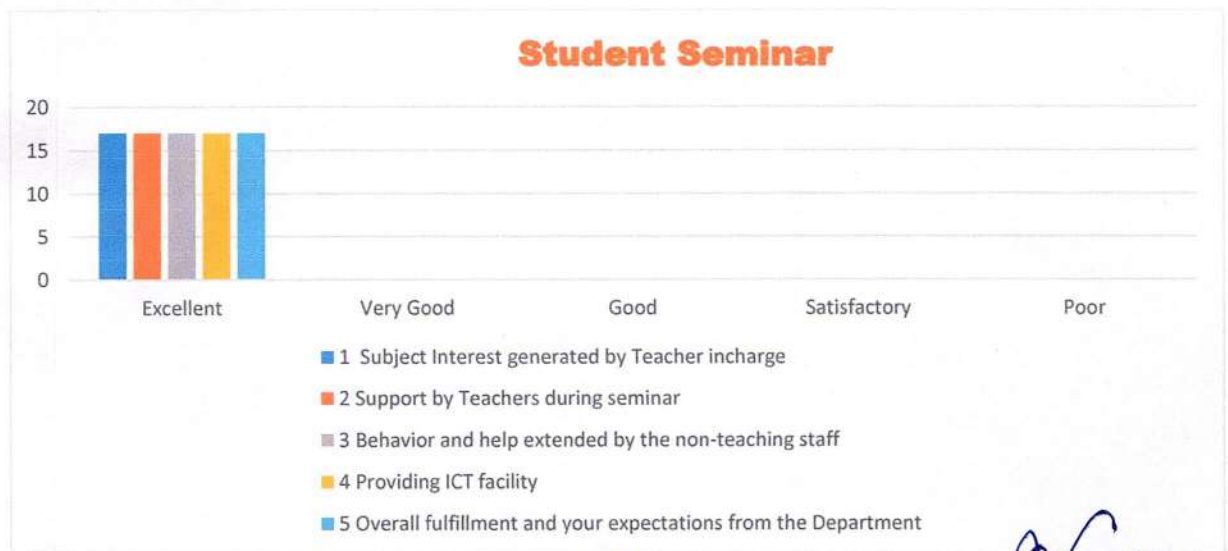 Student Seminar
20
15
10
5
0
Excellent Very Good Good Satisfactory Poor
1 Subject Interest generated by Teacher incharge
2 Support by Teachers during seminar
3 Behavior and help extended by the non-teaching staff
4 Providing ICT facility
5 Overall fulfillment and your expectations from the Department